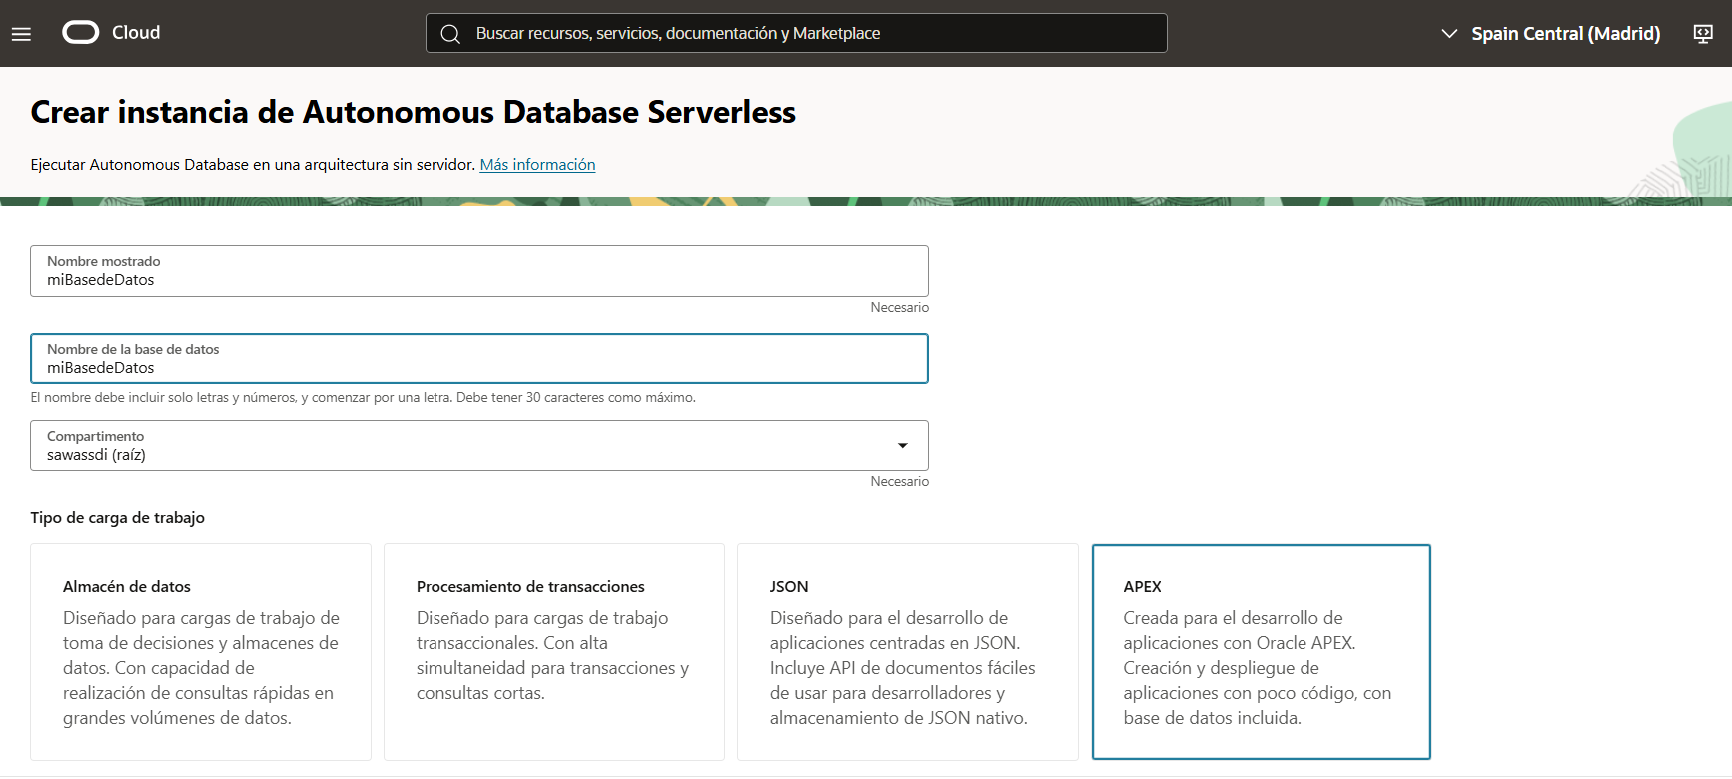 Cloud
Buscar recursos, servicios, documentación y Marketplace
Spain Central (Madrid)
Crear instancia de Autonomous Database Serverless
Ejecutar Autonomous Database en una arquitectura sin servidor. Más información
Nombre mostrado
miBasedeDatos
Necesario
Nombre de la base de datos
miBasedeDatos
El nombre debe incluir solo letras y números, y comenzar por una letra. Debe tener 30 caracteres como máximo.
Compartimento
sawassdi (raíz)
Necesario
Tipo de carga de trabajo
Almacén de datos
Diseñado para cargas de trabajo de
toma de decisiones y almacenes de
datos. Con capacidad de
realización de consultas rápidas en
grandes volúmenes de datos.
Procesamiento de transacciones
Diseñado para cargas de trabajo
transaccionales. Con alta
simultaneidad para transacciones y
consultas cortas.
JSON
Diseñado para el desarrollo de
aplicaciones centradas en JSON.
Incluye API de documentos fáciles
de usar para desarrolladores y
almacenamiento de JSON nativo.
APEX
Creada para el desarrollo de
aplicaciones con Oracle APEX.
Creación y despliegue de
aplicaciones con poco código, con
base de datos incluida.